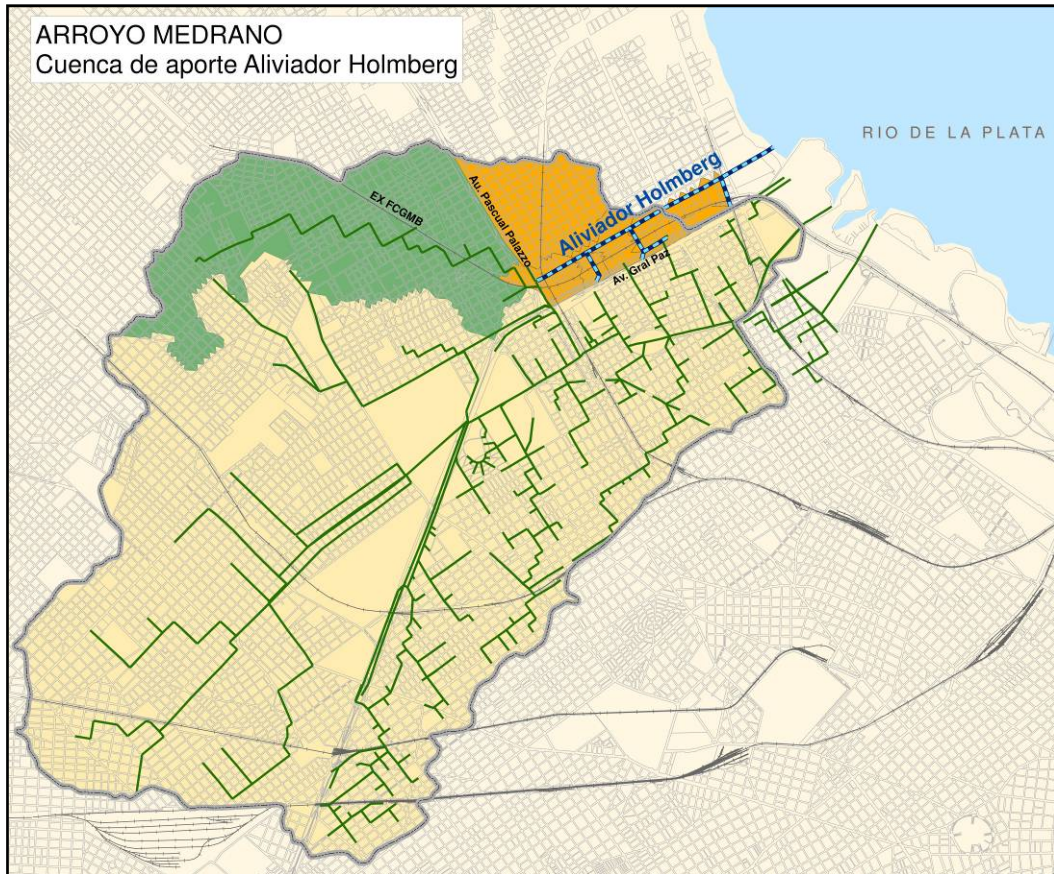 ARROYO MEDRANO
Cuenca de aporte Aliviador Holmberg
RIO DE LA PLATA
Aliviador Holmberg
Au. Pascual Palazzo
EX FCGMB
Av. Gral Paz